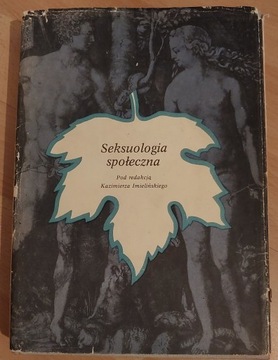 Seksuologia
społeczna
Pod redakcją
Kazimierza Imielińskiego